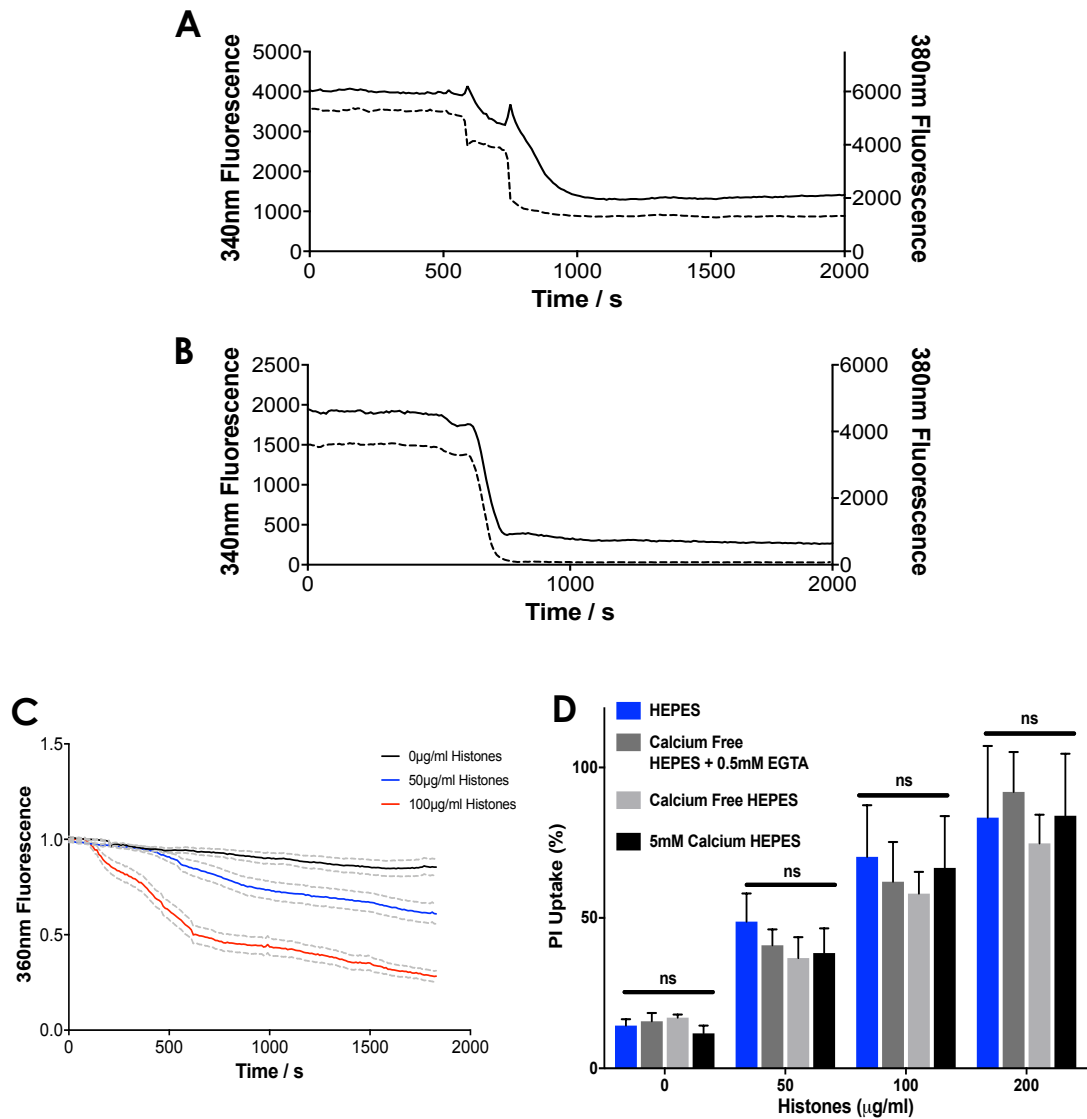 A
340nm Fluorescence
5000
4000
3000
2000
1000
0
380nm Fluorescence
6000
4000
2000
0
0 500 1000 1500 2000
Time / s
B
340nm Fluorescence
2500
2000
1500
1000
500
0
380nm Fluorescence
6000
4000
2000
0
0 1000 2000
Time / s
C
360nm Fluorescence
1.5
1.0
0.5
0.0
0µg/ml Histones
50µg/ml Histones
100µg/ml Histones
0 500 1000 1500 2000
Time / s
D
HEPES
Calcium Free
HEPES + 0.5mM EGTA
Calcium Free HEPES
5mM Calcium HEPES
PI Uptake (%)
100
50
0
ns
ns
ns
ns
0 50 100 200
Histones (µg/ml)